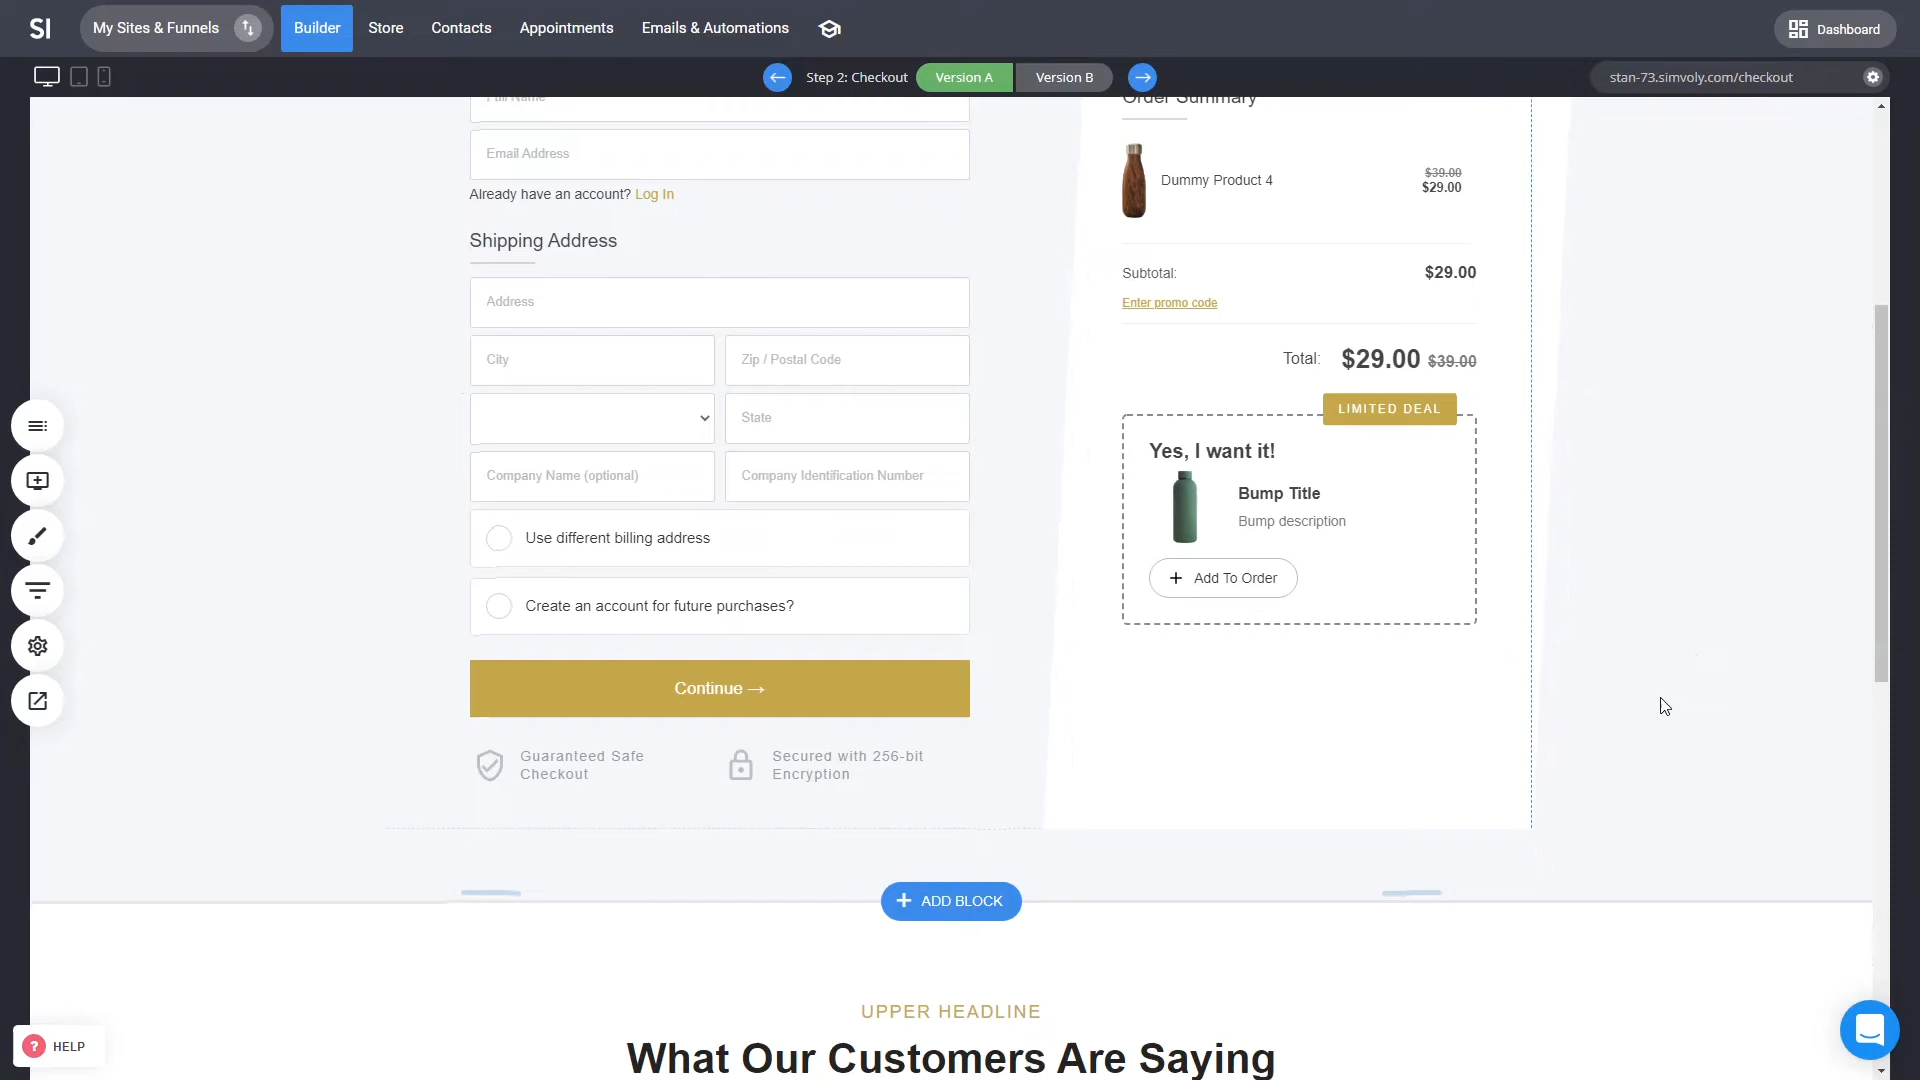 SI
My Sites & Funnels
Builder
Store
Contacts
Appointments
Emails & Automations
Dashboard
Step 2: Checkout
Version A
Version B
stan-73.simvoly.com/checkout
Full Name
Email Address
Already have an account? Log In
Shipping Address
Address
City
Zip / Postal Code
State
Company Name (optional)
Company Identification Number
Use different billing address
Create an account for future purchases?
Continue →
Guaranteed Safe
Checkout
Secured with 256-bit
Encryption
Order Summary
Dummy Product 4
$39.00
$29.00
Subtotal:
$29.00
Enter promo code
Total: $29.00 $39.00
LIMITED DEAL
Yes, I want it!
Bump Title
Bump description
+ Add To Order
+ ADD BLOCK
UPPER HEADLINE
What Our Customers Are Saying
? HELP